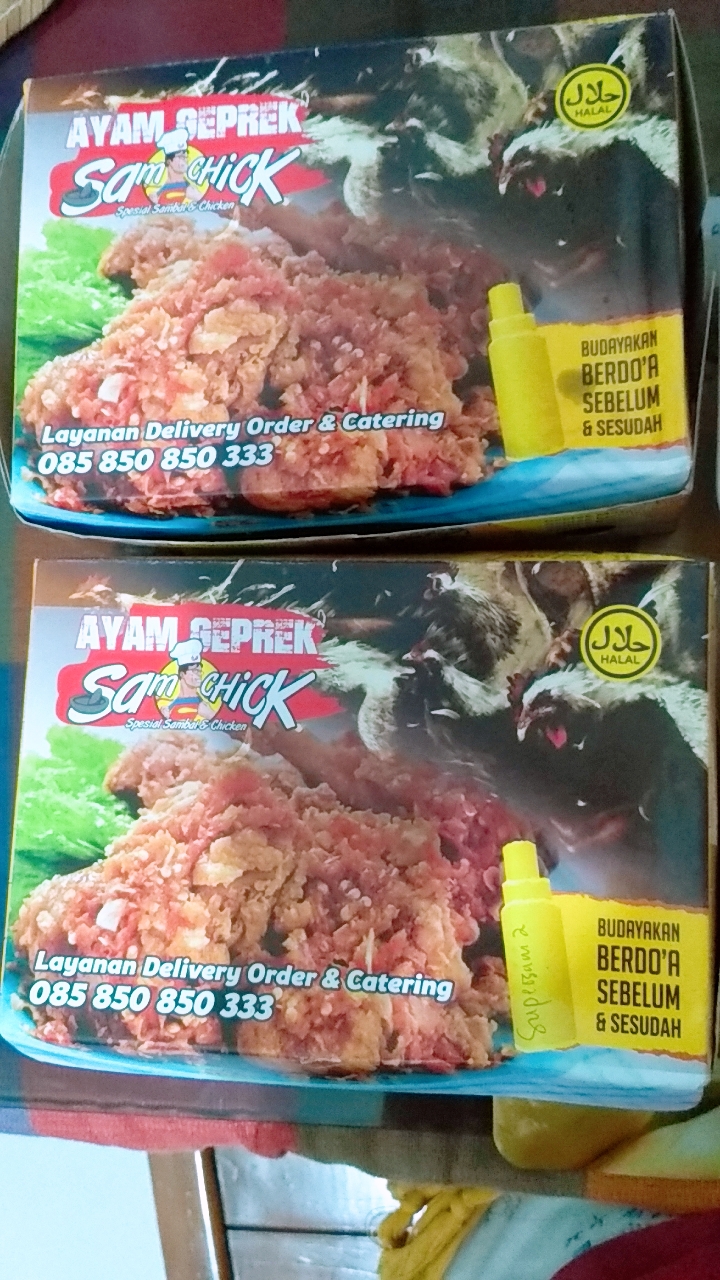 AYAM GEPREK
Sam CHICK
Spesial Sambal & Chicken
حلال
HALAL
BUDAYAKAN
BERDO'A
SEBELUM
& SESUDAH
Layanan Delivery Order & Catering
085 850 850 333
AYAM GEPREK
Sam CHICK
Spesial Sambal & Chicken
حلال
HALAL
BUDAYAKAN
BERDO'A
SEBELUM
& SESUDAH
Layanan Delivery Order & Catering
085 850 850 333